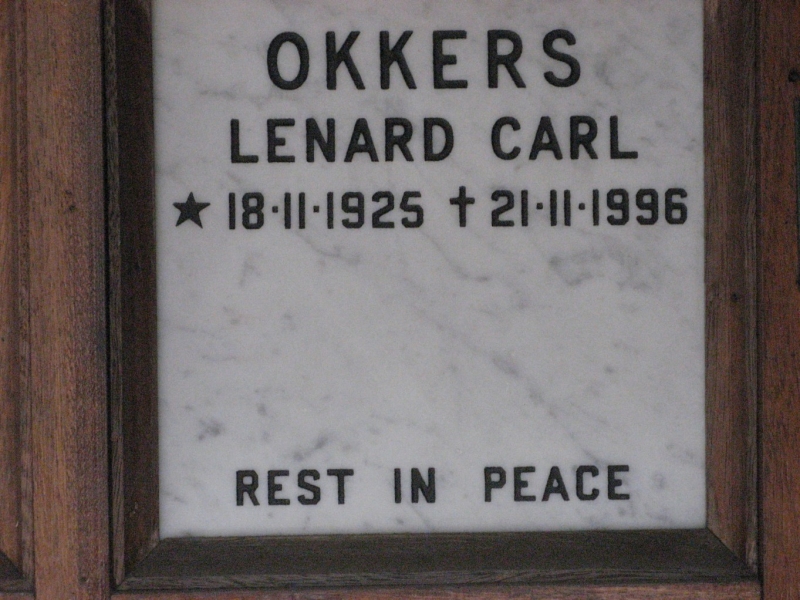 OKKERS
LENARD CARL
★ 18·11·1925 ✝ 21·11·1996
REST IN PEACE